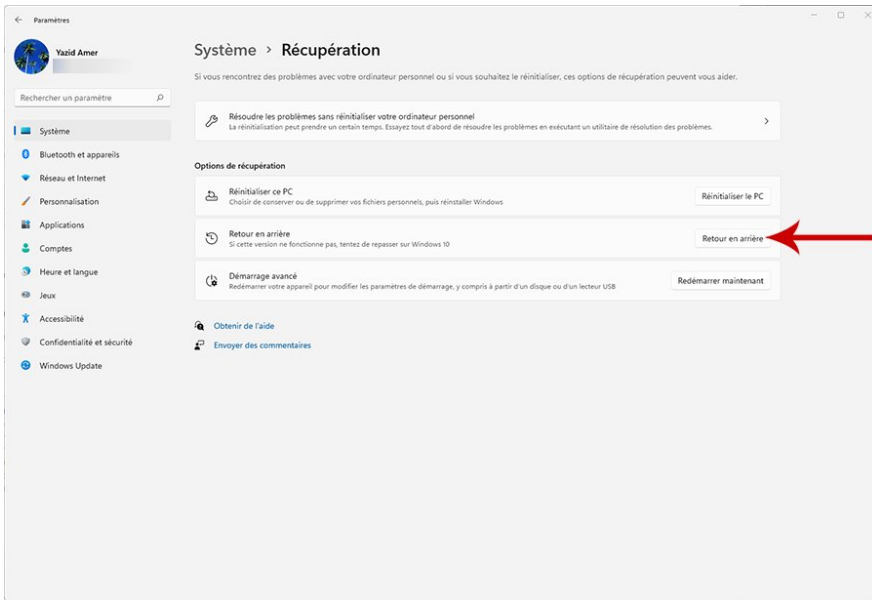 Paramètres
Yazid Amer
Rechercher un paramètre
Système
Bluetooth et appareils
Réseau et Internet
Personnalisation
Applications
Comptes
Heure et langue
Jeux
Accessibilité
Confidentialité et sécurité
Windows Update
Système > Récupération
Si vous rencontrez des problèmes avec votre ordinateur personnel ou si vous souhaitez le réinitialiser, ces options de récupération peuvent vous aider.
Résoudre les problèmes sans réinitialiser votre ordinateur personnel
La réinitialisation peut prendre un certain temps. Essayez tout d'abord de résoudre les problèmes en exécutant un utilitaire de résolution des problèmes.
Options de récupération
Réinitialiser ce PC
Choisir de conserver ou de supprimer vos fichiers personnels, puis réinstaller Windows
Réinitialiser le PC
Retour en arrière
Si cette version ne fonctionne pas, tentez de repasser sur Windows 10
Retour en arrière
Démarrage avancé
Redémarrer votre appareil pour modifier les paramètres de démarrage, y compris à partir d'un disque ou d'un lecteur USB
Redémarrer maintenant
Obtenir de l'aide
Envoyer des commentaires